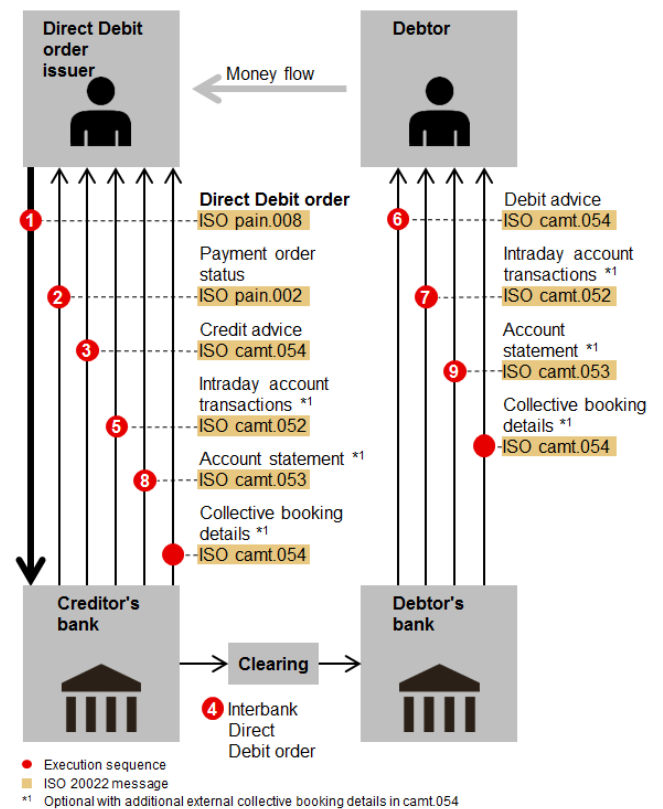 Direct Debit
order
issuer
Debtor
Money flow
1
Direct Debit order
ISO pain.008
2
Payment order
status
ISO pain.002
3
Credit advice
ISO camt.054
5
Intraday account
transactions *1
ISO camt.052
8
Account statement *1
ISO camt.053
Collective booking
details *1
ISO camt.054
6
Debit advice
ISO camt.054
7
Intraday account
transactions *1
ISO camt.052
9
Account
statement *1
ISO camt.053
Collective booking
details *1
ISO camt.054
Creditor's
bank
Clearing
Debtor's
bank
4 Interbank
Direct
Debit order
Execution sequence
ISO 20022 message
*1 Optional with additional external collective booking details in camt.054